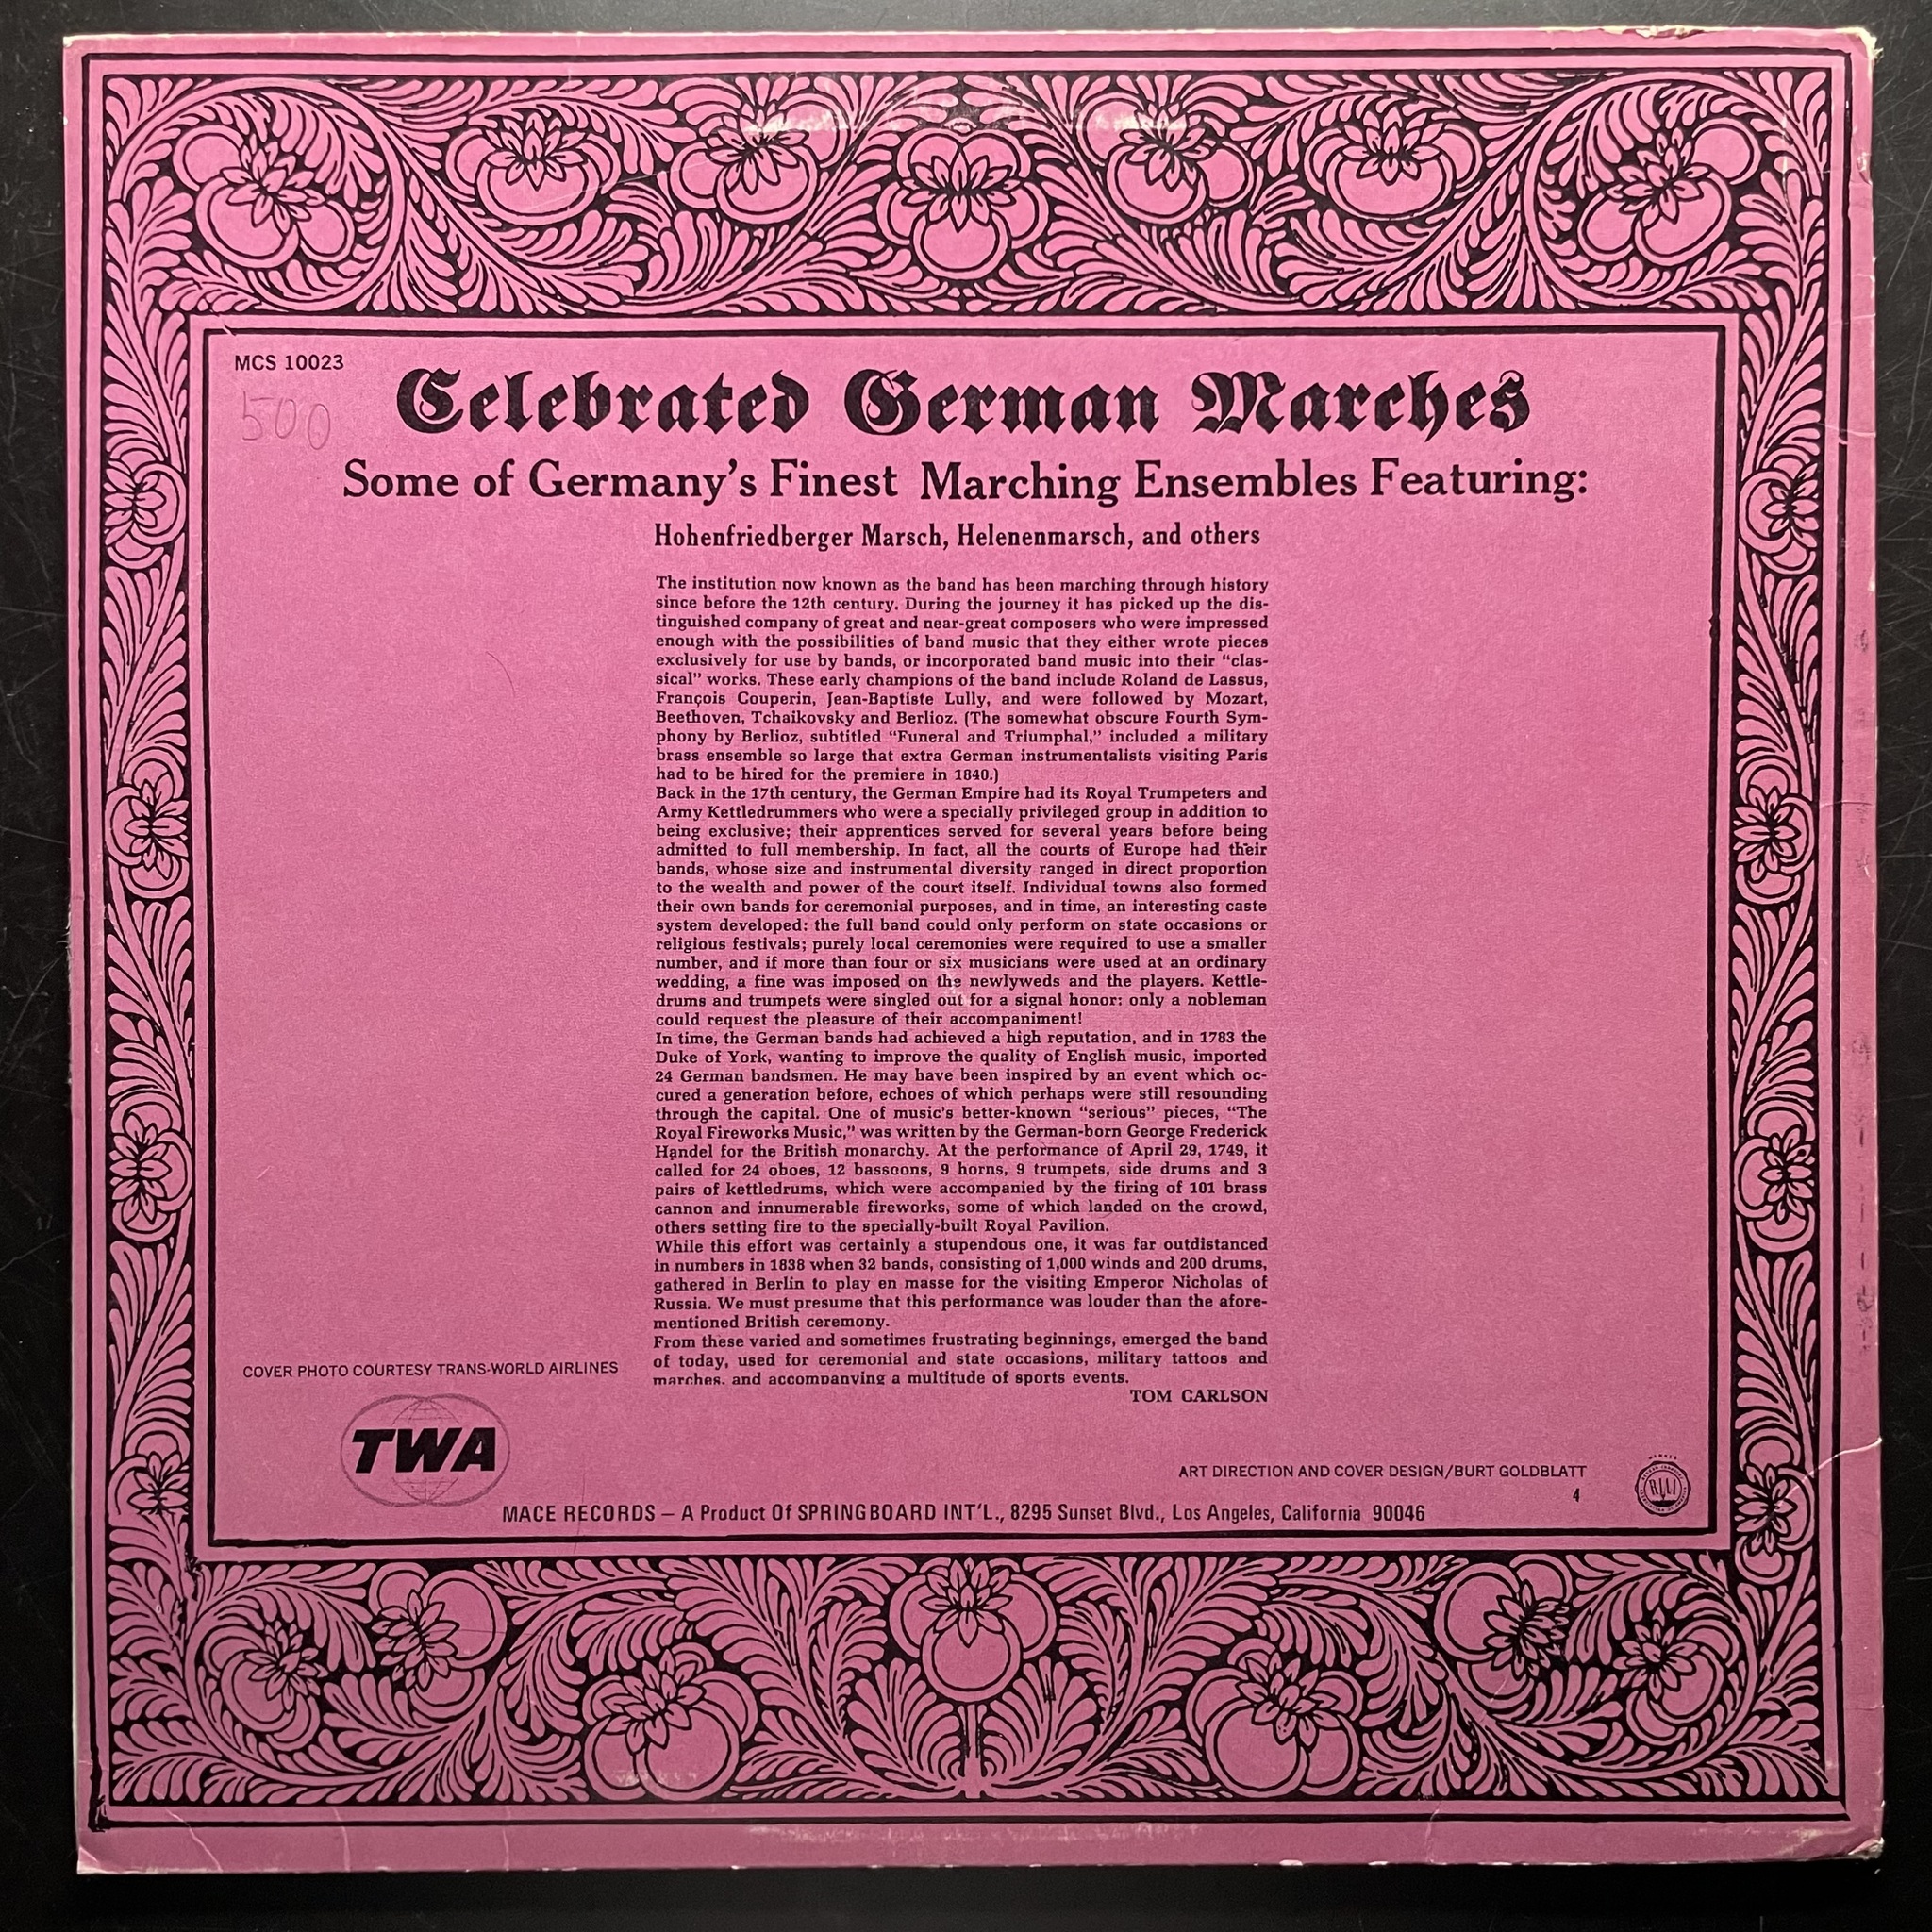 MCS 10023
500
Celebrated German Marches
Some of Germany's Finest Marching Ensembles Featuring:
Hohenfriedberger Marsch, Helenenmarsch, and others
The institution now known as the band has been marching through history
since before the 12th century. During the journey it has picked up the dis-
tinguished company of great and near-great composers who were impressed
enough with the possibilities of band music that they either wrote pieces
exclusively for use by bands, or incorporated band music into their "clas-
sical" works. These early champions of the band include Roland de Lassus,
François Couperin, Jean-Baptiste Lully, and were followed by Mozart,
Beethoven, Tchaikovsky and Berlioz. (The somewhat obscure Fourth Sym-
phony by Berlioz, subtitled "Funeral and Triumphal," included a military
brass ensemble so large that extra German instrumentalists visiting Paris
had to be hired for the premiere in 1840.)
Back in the 17th century, the German Empire had its Royal Trumpeters and
Army Kettledrummers who were a specially privileged group in addition to
being exclusive; their apprentices served for several years before being
admitted to full membership. In fact, all the courts of Europe had their
bands, whose size and instrumental diversity ranged in direct proportion
to the wealth and power of the court itself. Individual towns also formed
their own bands for ceremonial purposes, and in time, an interesting caste
system developed: the full band could only perform on state occasions or
religious festivals; purely local ceremonies were required to use a smaller
number, and if more than four or six musicians were used at an ordinary
wedding, a fine was imposed on the newlyweds and the players. Kettle-
drums and trumpets were singled out for a signal honor: only a nobleman
could request the pleasure of their accompaniment!
In time, the German bands had achieved a high reputation, and in 1783 the
Duke of York, wanting to improve the quality of English music, imported
24 German bandsmen. He may have been inspired by an event which oc-
cured a generation before, echoes of which perhaps were still resounding
through the capital. One of music's better-known "serious" pieces, "The
Royal Fireworks Music," was written by the German-born George Frederick
Handel for the British monarchy. At the performance of April 29, 1749, it
called for 24 oboes, 12 bassoons, 9 horns, 9 trumpets, side drums and 3
pairs of kettledrums, which were accompanied by the firing of 101 brass
cannon and innumerable fireworks, some of which landed on the crowd,
others setting fire to the specially-built Royal Pavilion.
While this effort was certainly a stupendous one, it was far outdistanced
in numbers in 1838 when 32 bands, consisting of 1,000 winds and 200 drums,
gathered in Berlin to play en masse for the visiting Emperor Nicholas of
Russia. We must presume that this performance was louder than the afore-
mentioned British ceremony.
From these varied and sometimes frustrating beginnings, emerged the band
of today, used for ceremonial and state occasions, military tattoos and
marches, and accompanying a multitude of sports events.
TOM CARLSON
COVER PHOTO COURTESY TRANS-WORLD AIRLINES
TWA
ART DIRECTION AND COVER DESIGN/BURT GOLDBLATT
4
MACE RECORDS — A Product Of SPRINGBOARD INT'L., 8295 Sunset Blvd., Los Angeles, California 90046